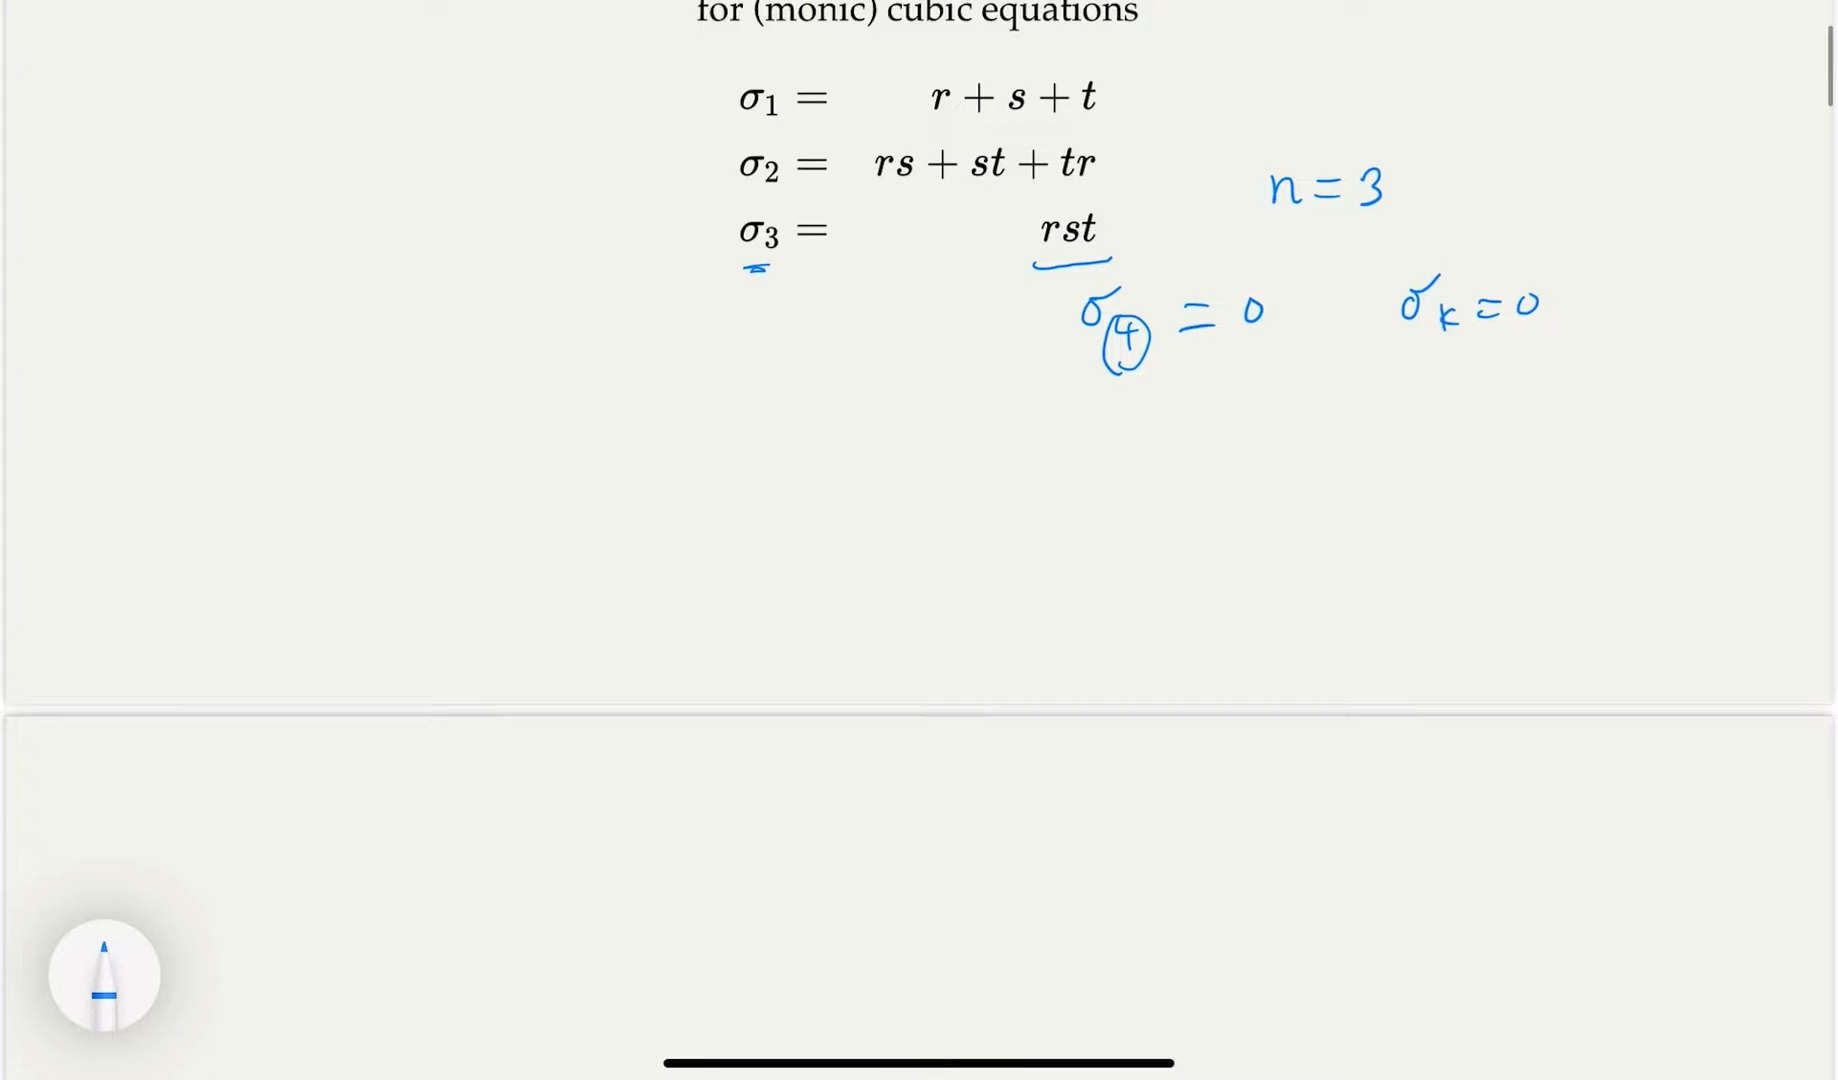 for (monic) cubic equations
σ₁ = r + s + t
σ₂ = rs + st + tr
n = 3
σ₃ = rst
σ₄ = 0
σₖ = 0